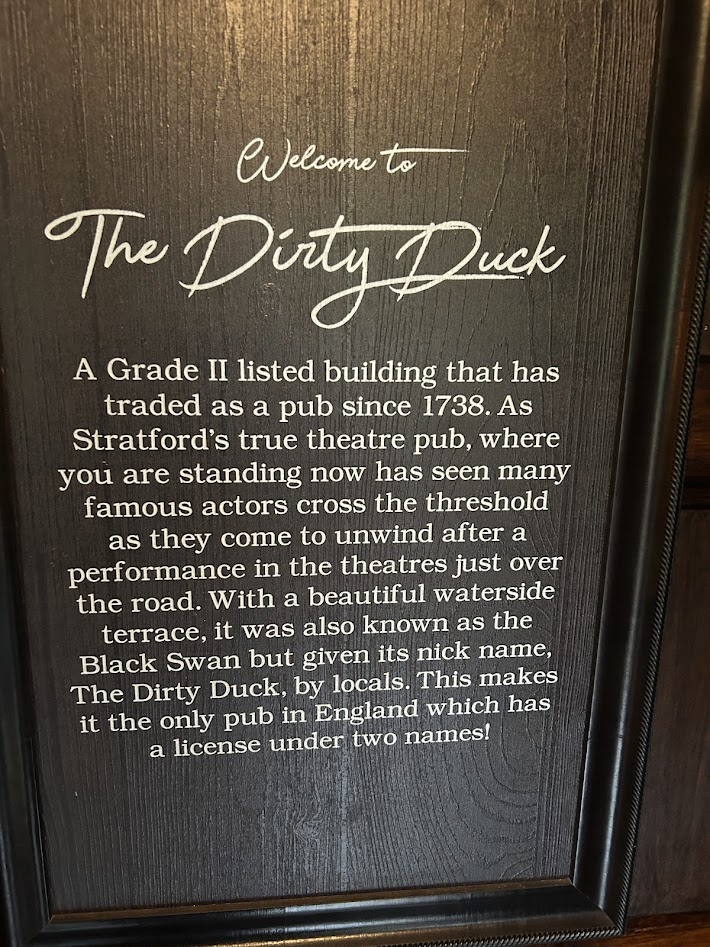 Welcome to
The Dirty Duck
A Grade II listed building that has
traded as a pub since 1738. As
Stratford's true theatre pub, where
you are standing now has seen many
famous actors cross the threshold
as they come to unwind after a
performance in the theatres just over
the road. With a beautiful waterside
terrace, it was also known as the
Black Swan but given its nick name,
The Dirty Duck, by locals. This makes
it the only pub in England which has
a license under two names!